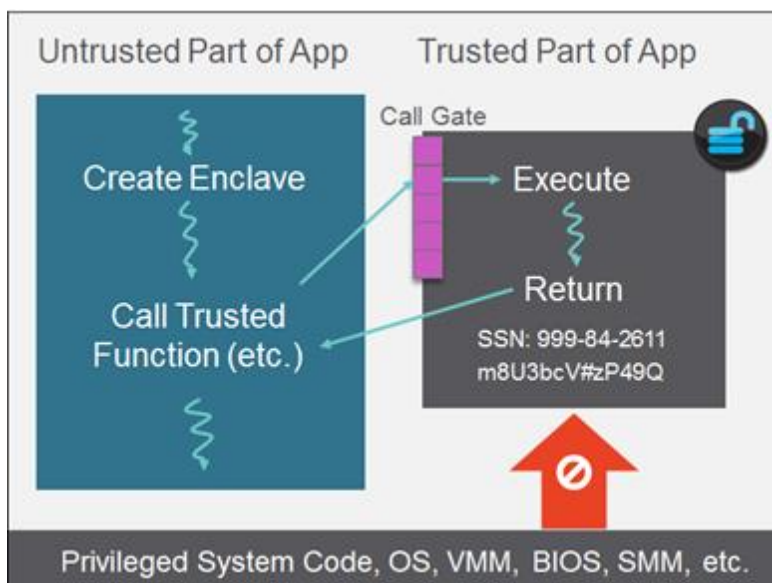 Untrusted Part of App
Trusted Part of App
Call Gate
Create Enclave
Execute
Call Trusted
Function (etc.)
Return
SSN: 999-84-2611
m8U3bcV#zP49Q
Privileged System Code, OS, VMM, BIOS, SMM, etc.